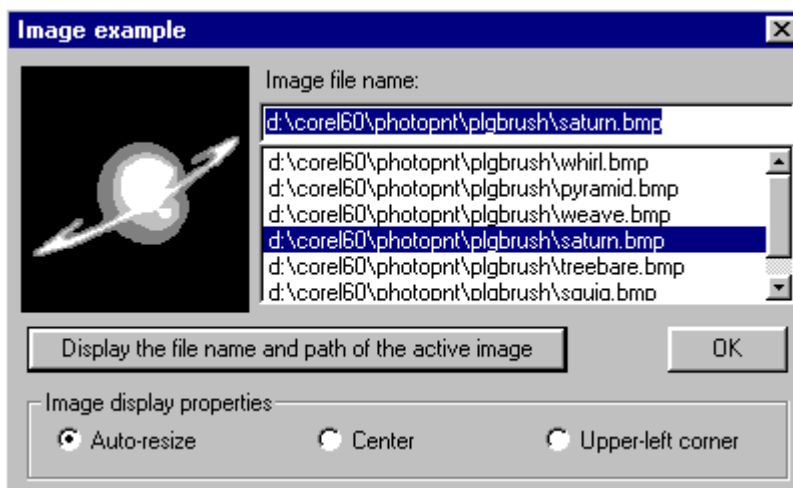 Image example
Image file name:
d:\corel60\photopnt\plgbrush\saturn.bmp
d:\corel60\photopnt\plgbrush\whirl.bmp
d:\corel60\photopnt\plgbrush\pyramid.bmp
d:\corel60\photopnt\plgbrush\weave.bmp
d:\corel60\photopnt\plgbrush\saturn.bmp
d:\corel60\photopnt\plgbrush\treebare.bmp
d:\corel60\photopnt\plgbrush\squig.bmp
Display the file name and path of the active image
OK
Image display properties
Auto-resize
Center
Upper-left corner